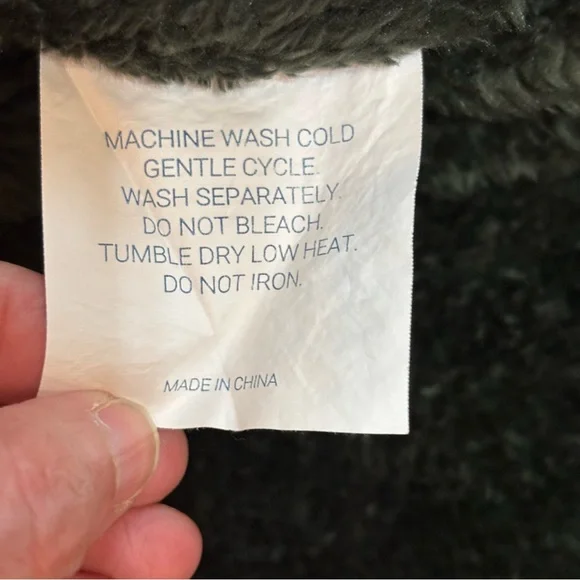 MACHINE WASH COLD
GENTLE CYCLE.
WASH SEPARATELY.
DO NOT BLEACH.
TUMBLE DRY LOW HEAT.
DO NOT IRON.
MADE IN CHINA